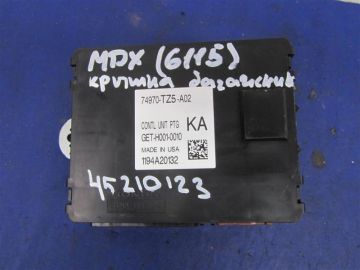 MDX (6115)
крышка багажник
74970-TZ5-A02
CONTL UNIT PTG
KA
GET-H001-0010
MADE IN USA
1194A20132
45210123